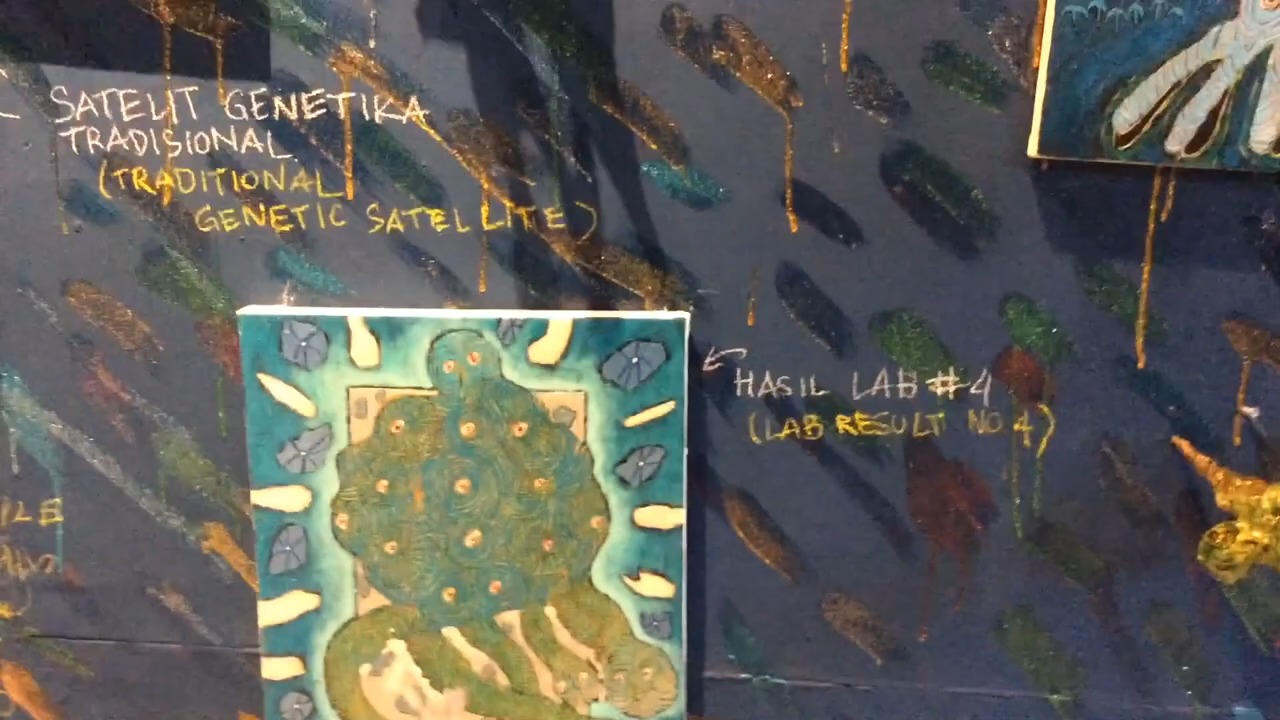 SATELIT GENETIKA
TRADISIONAL
(TRADITIONAL
GENETIC SATELLITE)
HASIL LAB #4
(LAB RESULT NO 4)